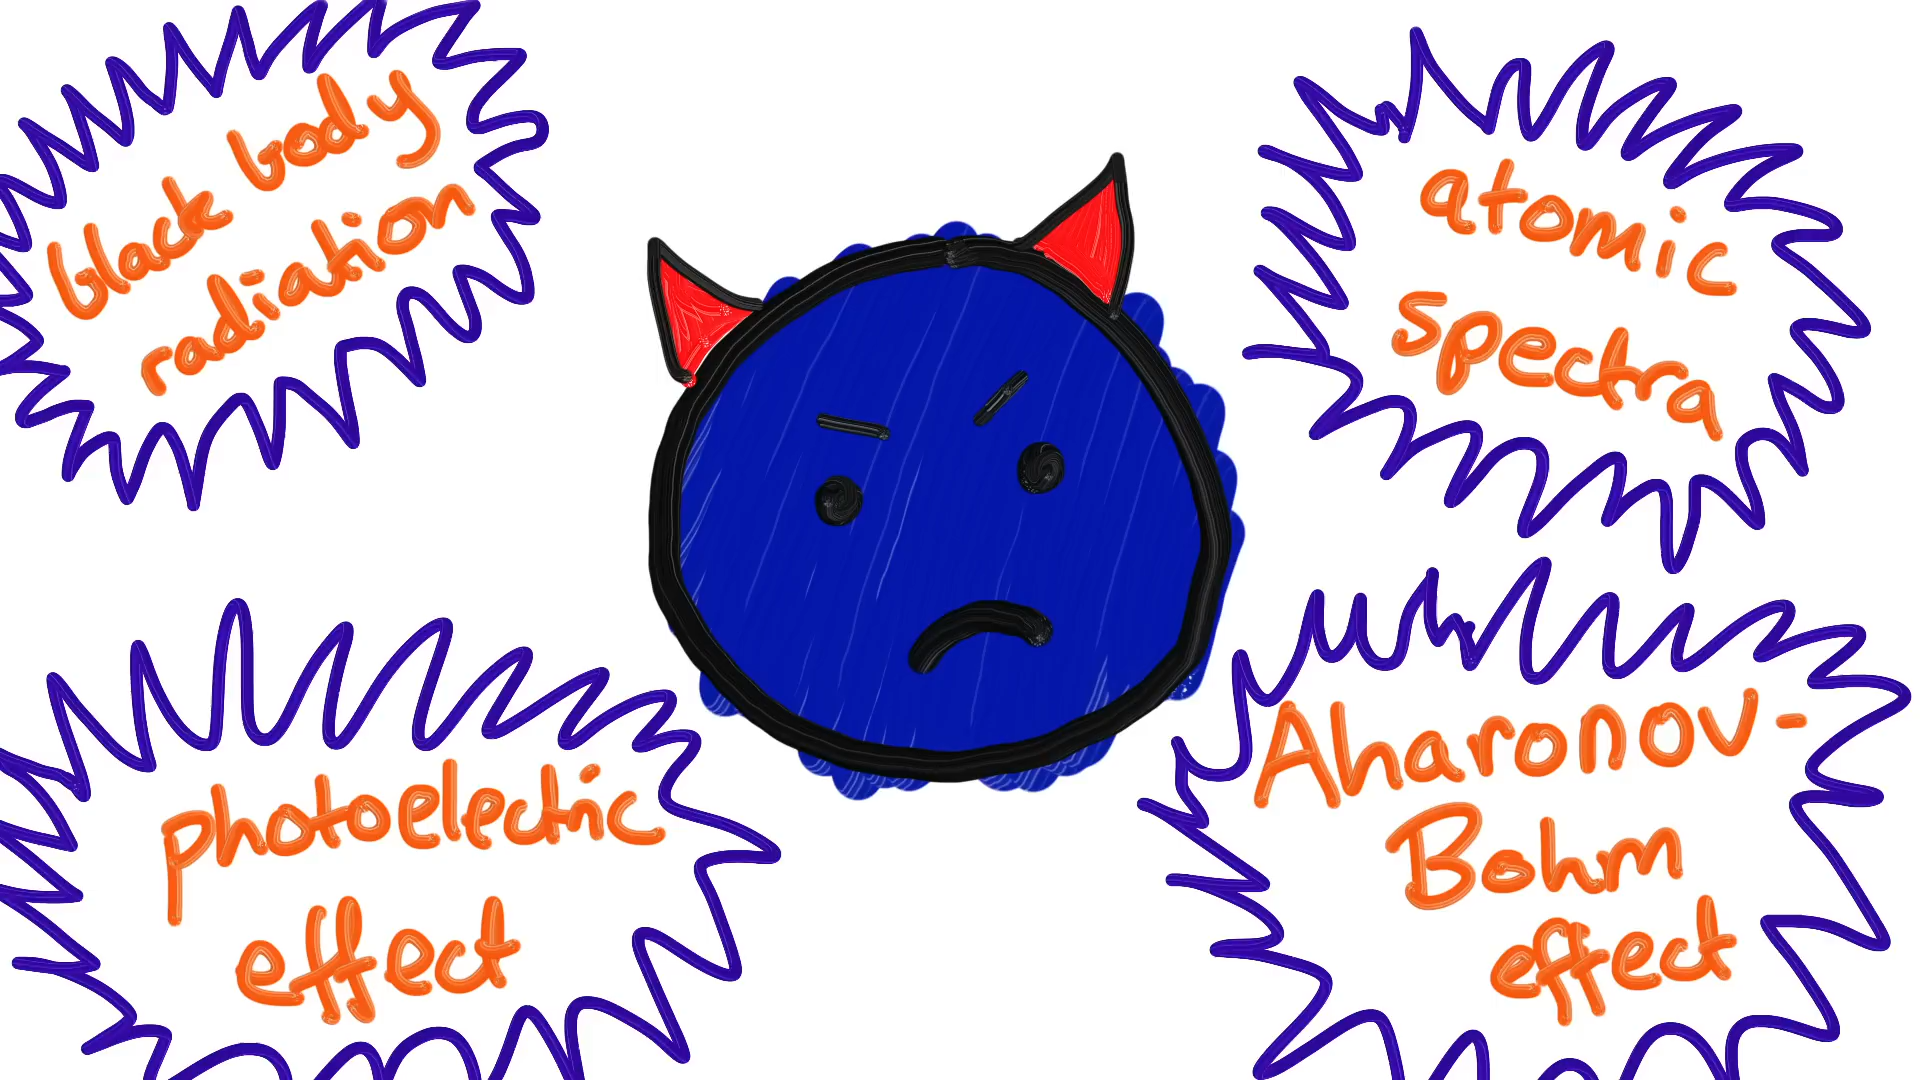 black body
radiation
atomic
spectra
photoelectric
effect
Aharonov-
Bohm
effect